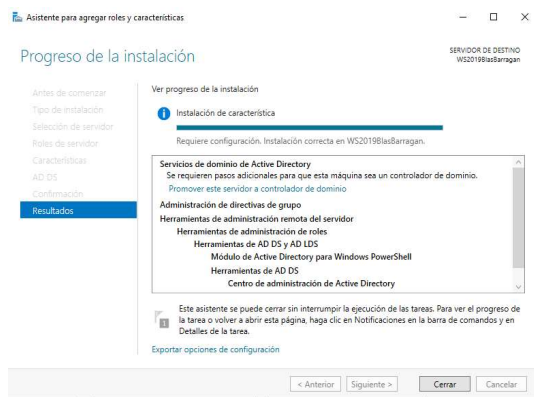 Asistente para agregar roles y características
Progreso de la instalación
SERVIDOR DE DESTINO
WS2019BlasBarragan
Antes de comenzar
Tipo de instalación
Selección de servidor
Roles de servidor
Características
AD DS
Confirmación
Resultados
Ver progreso de la instalación
Instalación de característica
Requiere configuración. Instalación correcta en WS2019BlasBarragan.
Servicios de dominio de Active Directory
Se requieren pasos adicionales para que esta máquina sea un controlador de dominio.
Promover este servidor a controlador de dominio
Administración de directivas de grupo
Herramientas de administración remota del servidor
Herramientas de administración de roles
Herramientas de AD DS y AD LDS
Módulo de Active Directory para Windows PowerShell
Herramientas de AD DS
Centro de administración de Active Directory
1
Este asistente se puede cerrar sin interrumpir la ejecución de las tareas. Para ver el progreso de
la tarea o volver a abrir esta página, haga clic en Notificaciones en la barra de comandos y en
Detalles de la tarea.
Exportar opciones de configuración
< Anterior
Siguiente >
Cerrar
Cancelar